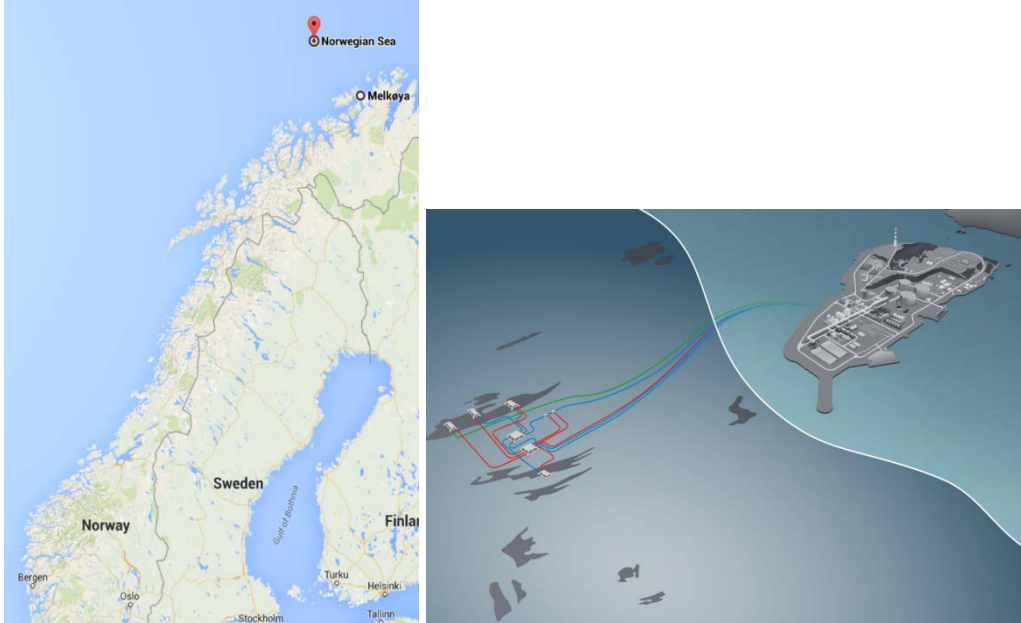 Norwegian Sea
Melkøya
Sweden
Gulf of Bothnia
Norway
Finlan
Bergen
Turku
Helsinki
Oslo
Stockholm
Tallinn